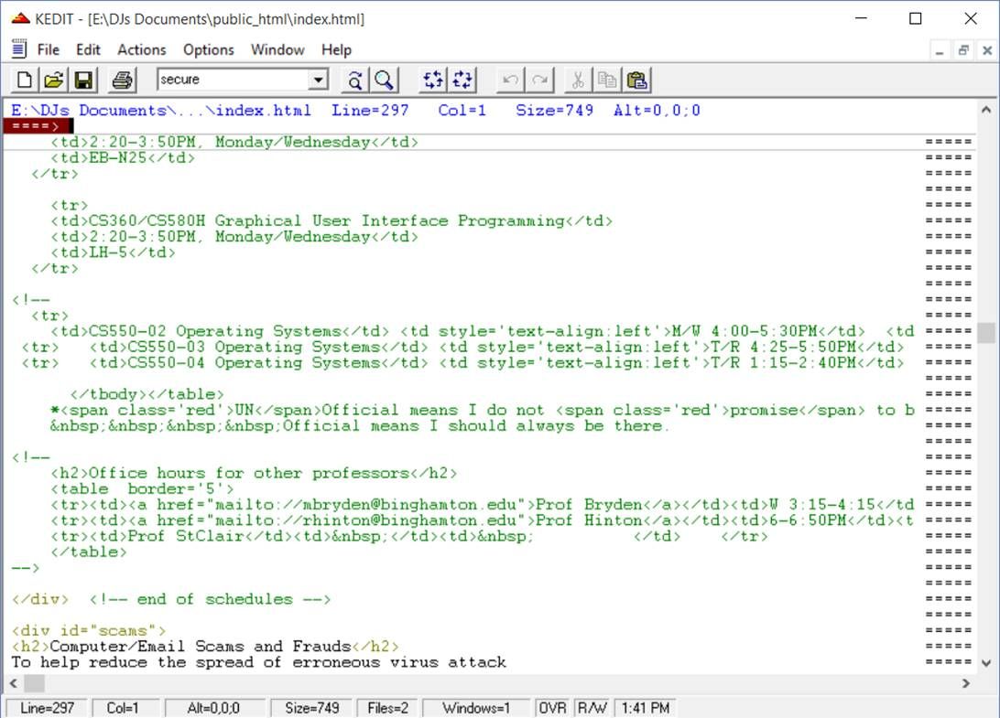 KEDIT - [E:\DJs Documents\public_html\index.html]
File Edit Actions Options Window Help
secure
E:\DJs Documents\...\index.html Line=297 Col=1 Size=749 Alt=0,0;0
====>
<td>2:20-3:50PM, Monday/Wednesday</td> =====
<td>EB-N25</td> =====
</tr> =====
=====
<tr> =====
<td>CS360/CS580H Graphical User Interface Programming</td> =====
<td>2:20-3:50PM, Monday/Wednesday</td> =====
<td>LH-5</td> =====
</tr> =====
=====
<!-- =====
<tr> =====
<td>CS550-02 Operating Systems</td> <td style='text-align:left'>M/W 4:00-5:30PM</td> <td =====
<tr> <td>CS550-03 Operating Systems</td> <td style='text-align:left'>T/R 4:25-5:50PM</td> =====
<tr> <td>CS550-04 Operating Systems</td> <td style='text-align:left'>T/R 1:15-2:40PM</td> =====
=====
</tbody></table> =====
*<span class='red'>UN</span>Official means I do not <span class='red'>promise</span> to b =====
&nbsp;&nbsp;&nbsp;&nbsp;Official means I should always be there. =====
=====
<!-- =====
<h2>Office hours for other professors</h2> =====
<table border='5'> =====
<tr><td><a href="mailto://mbryden@binghamton.edu">Prof Bryden</a></td><td>W 3:15-4:15</td =====
<tr><td><a href="mailto://rhinton@binghamton.edu">Prof Hinton</a></td><td>6-6:50PM</td><t =====
<tr><td>Prof StClair</td><td>&nbsp;</td><td>&nbsp; </td> </tr> =====
</table> =====
--> =====
=====
</div> <!-- end of schedules --> =====
=====
<div id="scams"> =====
<h2>Computer/Email Scams and Frauds</h2> =====
To help reduce the spread of erroneous virus attack =====
Line=297 Col=1 Alt=0,0;0 Size=749 Files=2 Windows=1 OVR R/W 1:41 PM